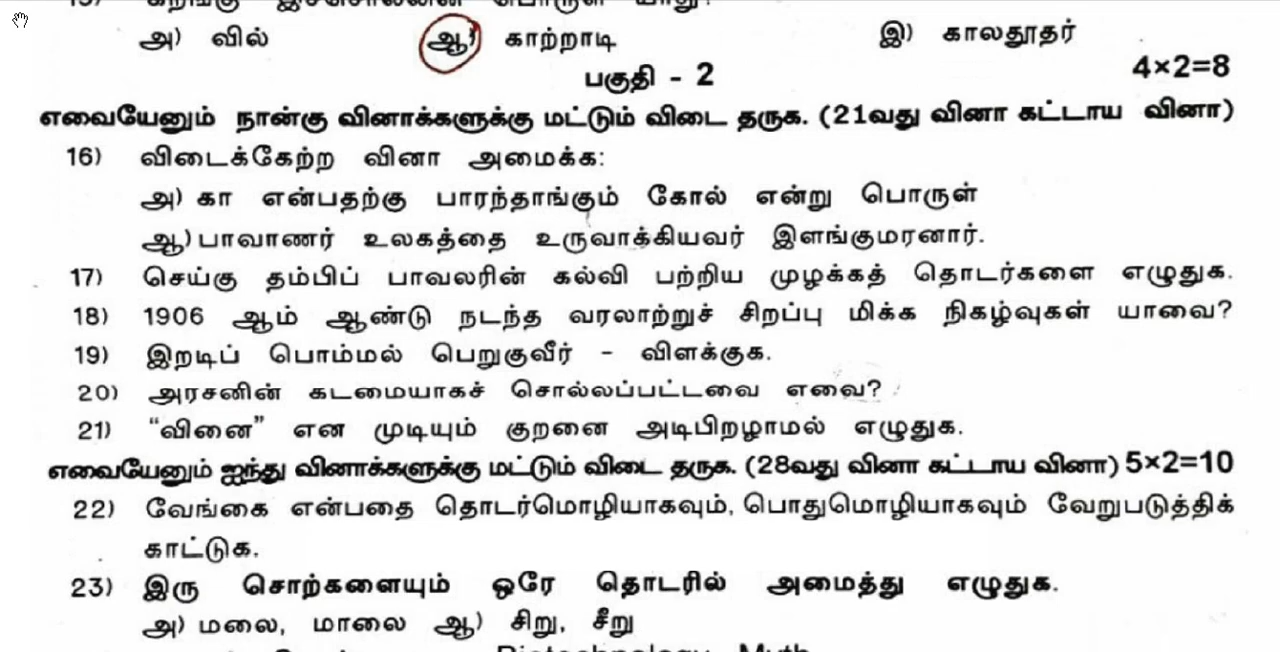 அ) வில் ஆ) காற்றாடி இ) காலதூதர்
பகுதி - 2 4×2=8
எவையேனும் நான்கு வினாக்களுக்கு மட்டும் விடை தருக. (21வது வினா கட்டாய வினா)
16) விடைக்கேற்ற வினா அமைக்க:
அ) கா என்பதற்கு பாரந்தாங்கும் கோல் என்று பொருள்
ஆ) பாவாணர் உலகத்தை உருவாக்கியவர் இளங்குமரனார்.
17) செய்கு தம்பிப் பாவலரின் கல்வி பற்றிய முழக்கத் தொடர்களை எழுதுக.
18) 1906 ஆம் ஆண்டு நடந்த வரலாற்றுச் சிறப்பு மிக்க நிகழ்வுகள் யாவை?
19) இறடிப் பொம்மல் பெறுகுவீர் - விளக்குக.
20) அரசனின் கடமையாகச் சொல்லப்பட்டவை எவை?
21) "வினை" என முடியும் குறனை அடிபிறழாமல் எழுதுக.
எவையேனும் ஐந்து வினாக்களுக்கு மட்டும் விடை தருக. (28வது வினா கட்டாய வினா) 5×2=10
22) வேங்கை என்பதை தொடர்மொழியாகவும், பொதுமொழியாகவும் வேறுபடுத்திக்
காட்டுக.
23) இரு சொற்களையும் ஒரே தொடரில் அமைத்து எழுதுக.
அ) மலை, மாலை ஆ) சிறு, சீறு